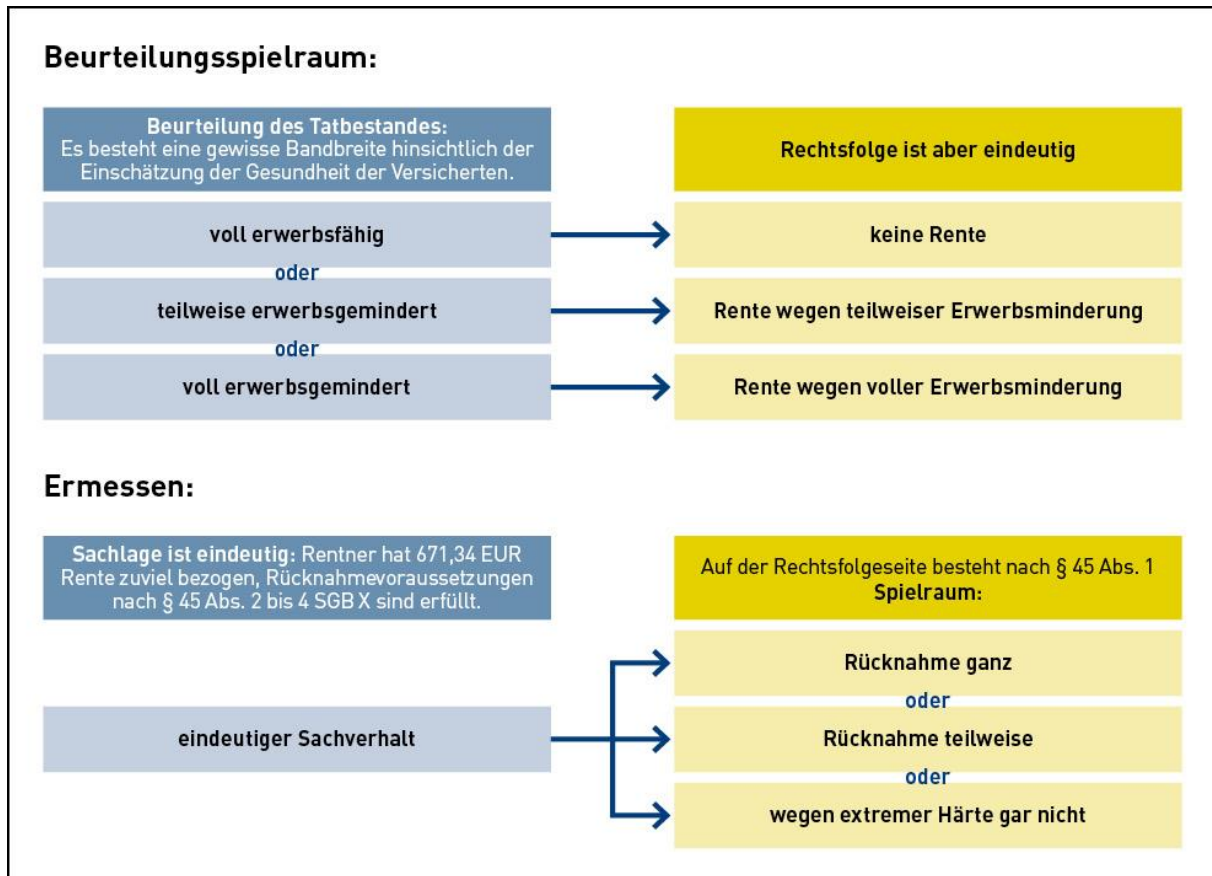 Beurteilungsspielraum:
Beurteilung des Tatbestandes:
Es besteht eine gewisse Bandbreite hinsichtlich der
Einschätzung der Gesundheit der Versicherten.
Rechtsfolge ist aber eindeutig
voll erwerbsfähig
keine Rente
oder
teilweise erwerbsgemindert
Rente wegen teilweiser Erwerbsminderung
oder
voll erwerbsgemindert
Rente wegen voller Erwerbsminderung
Ermessen:
Sachlage ist eindeutig: Rentner hat 671,34 EUR
Rente zuviel bezogen, Rücknahmevoraussetzungen
nach § 45 Abs. 2 bis 4 SGB X sind erfüllt.
Auf der Rechtsfolgeseite besteht nach § 45 Abs. 1
Spielraum:
eindeutiger Sachverhalt
Rücknahme ganz
oder
Rücknahme teilweise
oder
wegen extremer Härte gar nicht